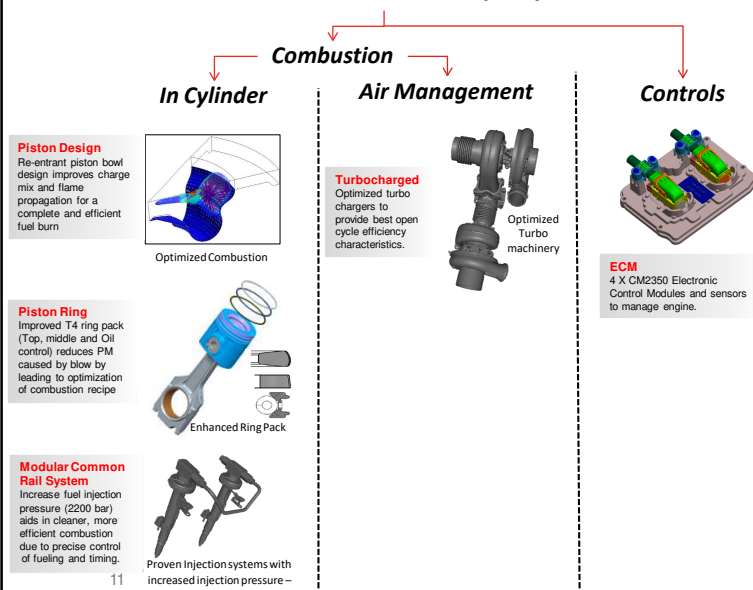 Combustion
In Cylinder
Air Management
Controls
Piston Design
Re-entrant piston bowl
design improves charge
mix and flame
propagation for a
complete and efficient
fuel burn
Optimized Combustion
Piston Ring
Improved T4 ring pack
(Top, middle and Oil
control) reduces PM
caused by blow by
leading to optimization
of combustion recipe
Enhanced Ring Pack
Modular Common
Rail System
Increase fuel injection
pressure (2200 bar)
aids in cleaner, more
efficient combustion
due to precise control
of fueling and timing.
Proven Injection systems with
increased injection pressure –
11
Turbocharged
Optimized turbo
chargers to
provide best open
cycle efficiency
characteristics.
Optimized
Turbo
machinery
ECM
4 X CM2350 Electronic
Control Modules and sensors
to manage engine.